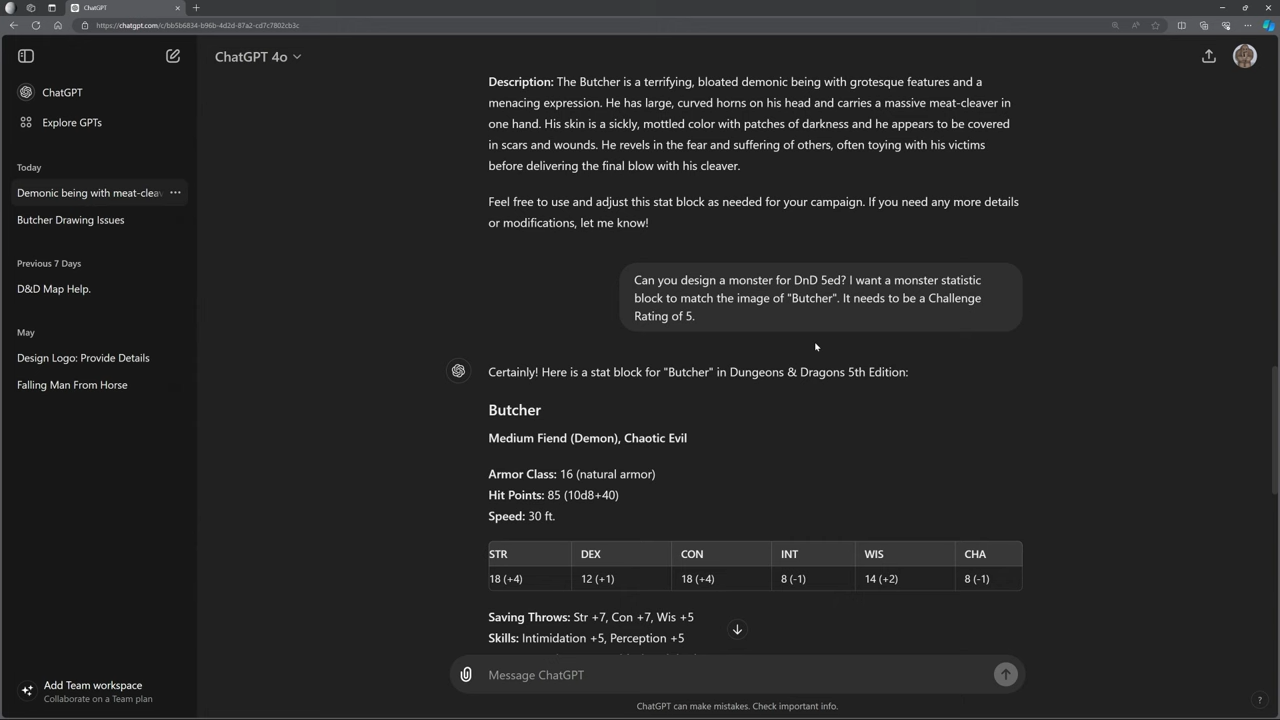 ChatGPT
https://chatgpt.com/c/bb5b6834-b96b-4d2d-87a2-cd7c7802cb3c
ChatGPT 4o
ChatGPT
Explore GPTs
Today
Demonic being with meat-cleav
Butcher Drawing Issues
Previous 7 Days
D&D Map Help.
May
Design Logo: Provide Details
Falling Man From Horse
Add Team workspace
Collaborate on a Team plan
Description: The Butcher is a terrifying, bloated demonic being with grotesque features and a
menacing expression. He has large, curved horns on his head and carries a massive meat-cleaver in
one hand. His skin is a sickly, mottled color with patches of darkness and he appears to be covered
in scars and wounds. He revels in the fear and suffering of others, often toying with his victims
before delivering the final blow with his cleaver.
Feel free to use and adjust this stat block as needed for your campaign. If you need any more details
or modifications, let me know!
Can you design a monster for DnD 5ed? I want a monster statistic
block to match the image of "Butcher". It needs to be a Challenge
Rating of 5.
Certainly! Here is a stat block for "Butcher" in Dungeons & Dragons 5th Edition:
Butcher
Medium Fiend (Demon), Chaotic Evil
Armor Class: 16 (natural armor)
Hit Points: 85 (10d8+40)
Speed: 30 ft.
STR DEX CON INT WIS CHA
18 (+4) 12 (+1) 18 (+4) 8 (-1) 14 (+2) 8 (-1)
Saving Throws: Str +7, Con +7, Wis +5
Skills: Intimidation +5, Perception +5
Message ChatGPT
ChatGPT can make mistakes. Check important info.
?